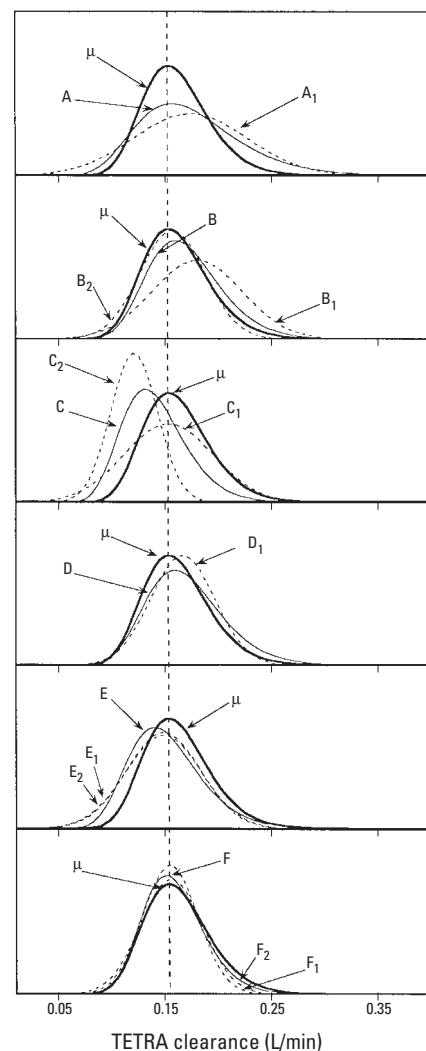 μ
A
A₁
μ
B
B₂
B₁
C₂
μ
C
C₁
μ
D₁
D
E
μ
E₁
E₂
μ
F
F₂
F₁
0.05 0.15 0.25 0.35
TETRA clearance (L/min)